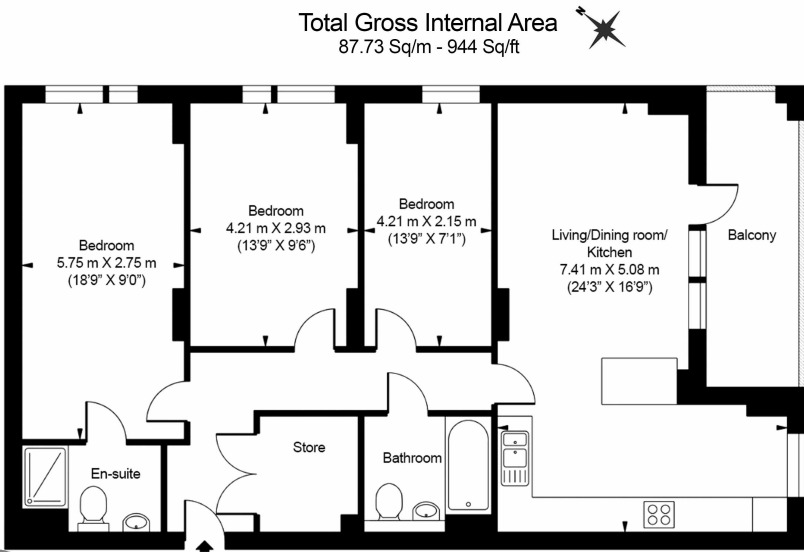 Total Gross Internal Area
87.73 Sq/m - 944 Sq/ft
N
Bedroom
5.75 m X 2.75 m
(18'9" X 9'0")
Bedroom
4.21 m X 2.93 m
(13'9" X 9'6")
Bedroom
4.21 m X 2.15 m
(13'9" X 7'1")
Living/Dining room/
Kitchen
7.41 m X 5.08 m
(24'3" X 16'9")
Balcony
En-suite
Store
Bathroom